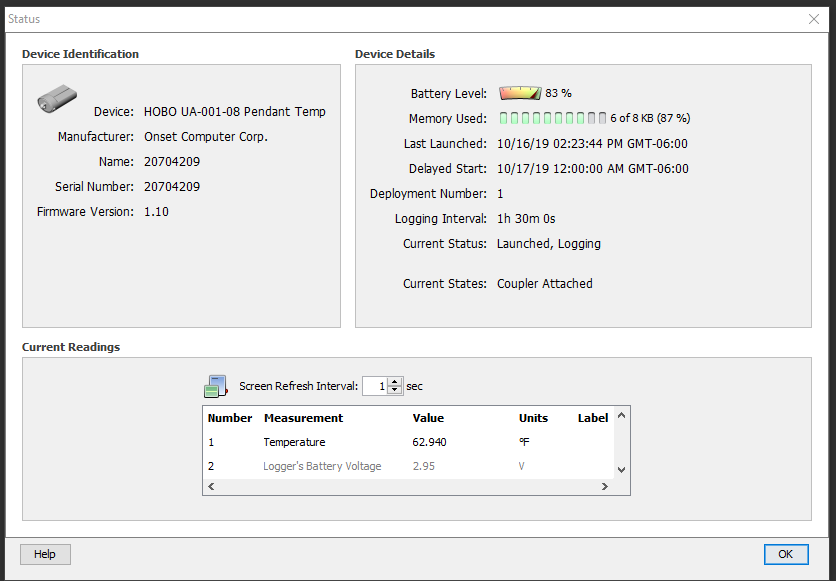 Status
Device Identification
Device: HOBO UA-001-08 Pendant Temp
Manufacturer: Onset Computer Corp.
Name: 20704209
Serial Number: 20704209
Firmware Version: 1.10
Device Details
Battery Level: 83 %
Memory Used: 6 of 8 KB (87 %)
Last Launched: 10/16/19 02:23:44 PM GMT-06:00
Delayed Start: 10/17/19 12:00:00 AM GMT-06:00
Deployment Number: 1
Logging Interval: 1h 30m 0s
Current Status: Launched, Logging
Current States: Coupler Attached
Current Readings
Screen Refresh Interval: 1 sec
Number Measurement Value Units Label
1 Temperature 62.940 °F
2 Logger's Battery Voltage 2.95 V
Help OK